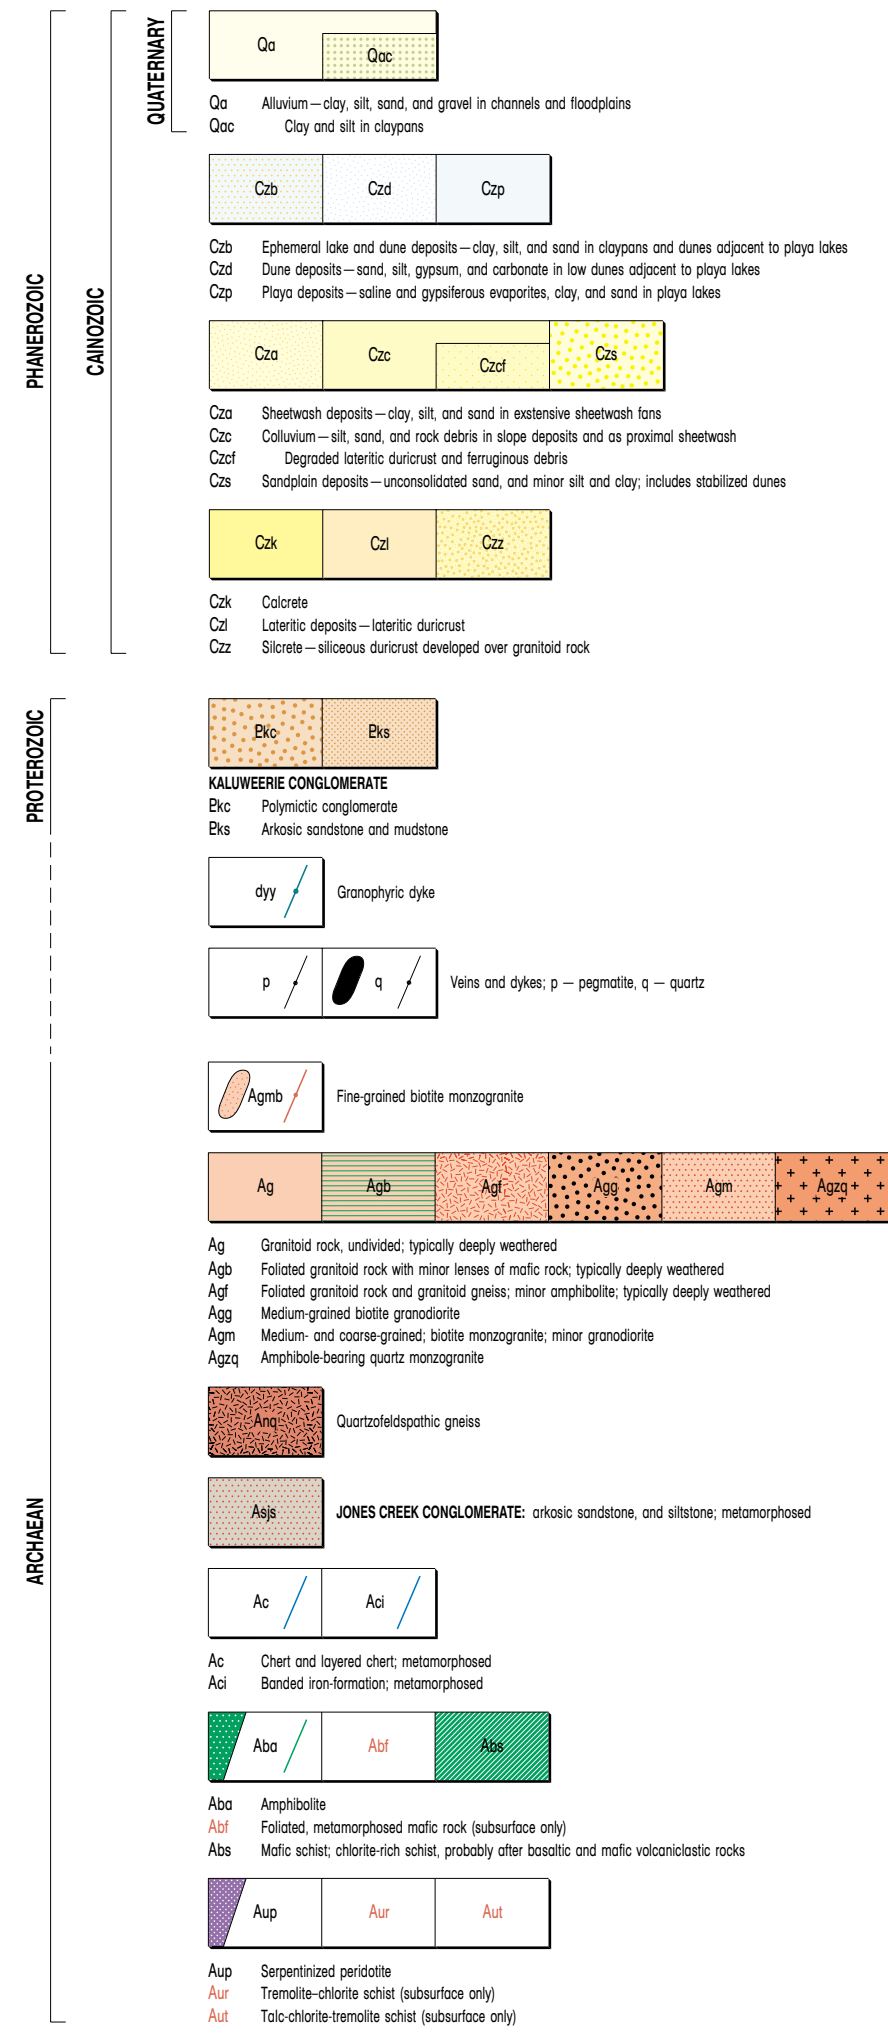 PHANEROZOIC
CAINOZOIC
QUATERNARY
Qa
Qac
Qa Alluvium—clay, silt, sand, and gravel in channels and floodplains
Qac Clay and silt in claypans
Czb Czd Czp
Czb Ephemeral lake and dune deposits—clay, silt, and sand in claypans and dunes adjacent to playa lakes
Czd Dune deposits—sand, silt, gypsum, and carbonate in low dunes adjacent to playa lakes
Czp Playa deposits—saline and gypsiferous evaporites, clay, and sand in playa lakes
Cza Czc Czcf Czs
Cza Sheetwash deposits—clay, silt, and sand in exstensive sheetwash fans
Czc Colluvium—silt, sand, and rock debris in slope deposits and as proximal sheetwash
Czcf Degraded lateritic duricrust and ferruginous debris
Czs Sandplain deposits—unconsolidated sand, and minor silt and clay; includes stabilized dunes
Czk Czl Czz
Czk Calcrete
Czl Lateritic deposits—lateritic duricrust
Czz Silcrete—siliceous duricrust developed over granitoid rock
PROTEROZOIC
Pkc Pks
KALUWEERIE CONGLOMERATE
Pkc Polymictic conglomerate
Pks Arkosic sandstone and mudstone
dyy Granophyric dyke
p q Veins and dykes; p — pegmatite, q — quartz
ARCHAEAN
Agmb Fine-grained biotite monzogranite
Ag Agb Agf Agg Agm Agzq
Ag Granitoid rock, undivided; typically deeply weathered
Agb Foliated granitoid rock with minor lenses of mafic rock; typically deeply weathered
Agf Foliated granitoid rock and granitoid gneiss; minor amphibolite; typically deeply weathered
Agg Medium-grained biotite granodiorite
Agm Medium- and coarse-grained; biotite monzogranite; minor granodiorite
Agzq Amphibole-bearing quartz monzogranite
Anq Quartzofeldspathic gneiss
Asjs JONES CREEK CONGLOMERATE: arkosic sandstone, and siltstone; metamorphosed
Ac Aci
Ac Chert and layered chert; metamorphosed
Aci Banded iron-formation; metamorphosed
Aba Abf Abs
Aba Amphibolite
Abf Foliated, metamorphosed mafic rock (subsurface only)
Abs Mafic schist; chlorite-rich schist, probably after basaltic and mafic volcaniclastic rocks
Aup Aur Aut
Aup Serpentinized peridotite
Aur Tremolite–chlorite schist (subsurface only)
Aut Talc-chlorite-tremolite schist (subsurface only)